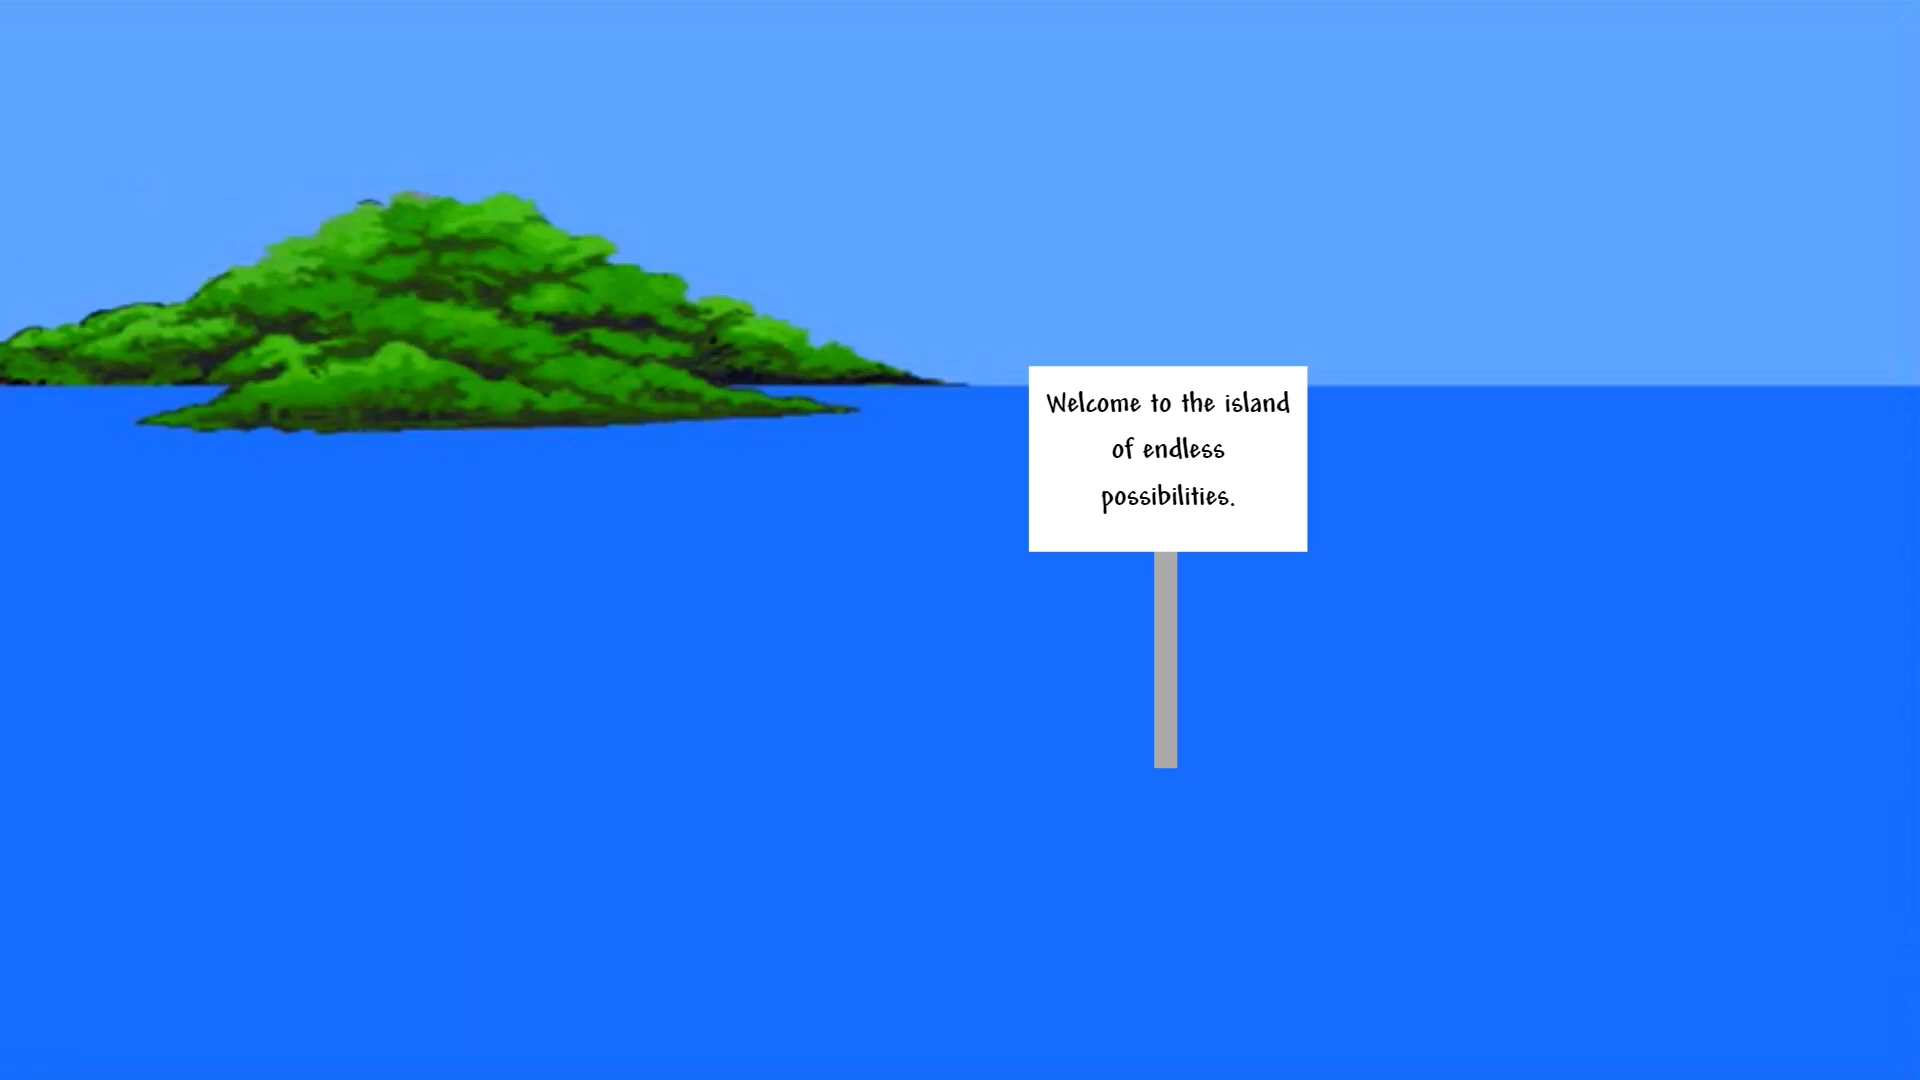 Welcome to the island
of endless
possibilities.